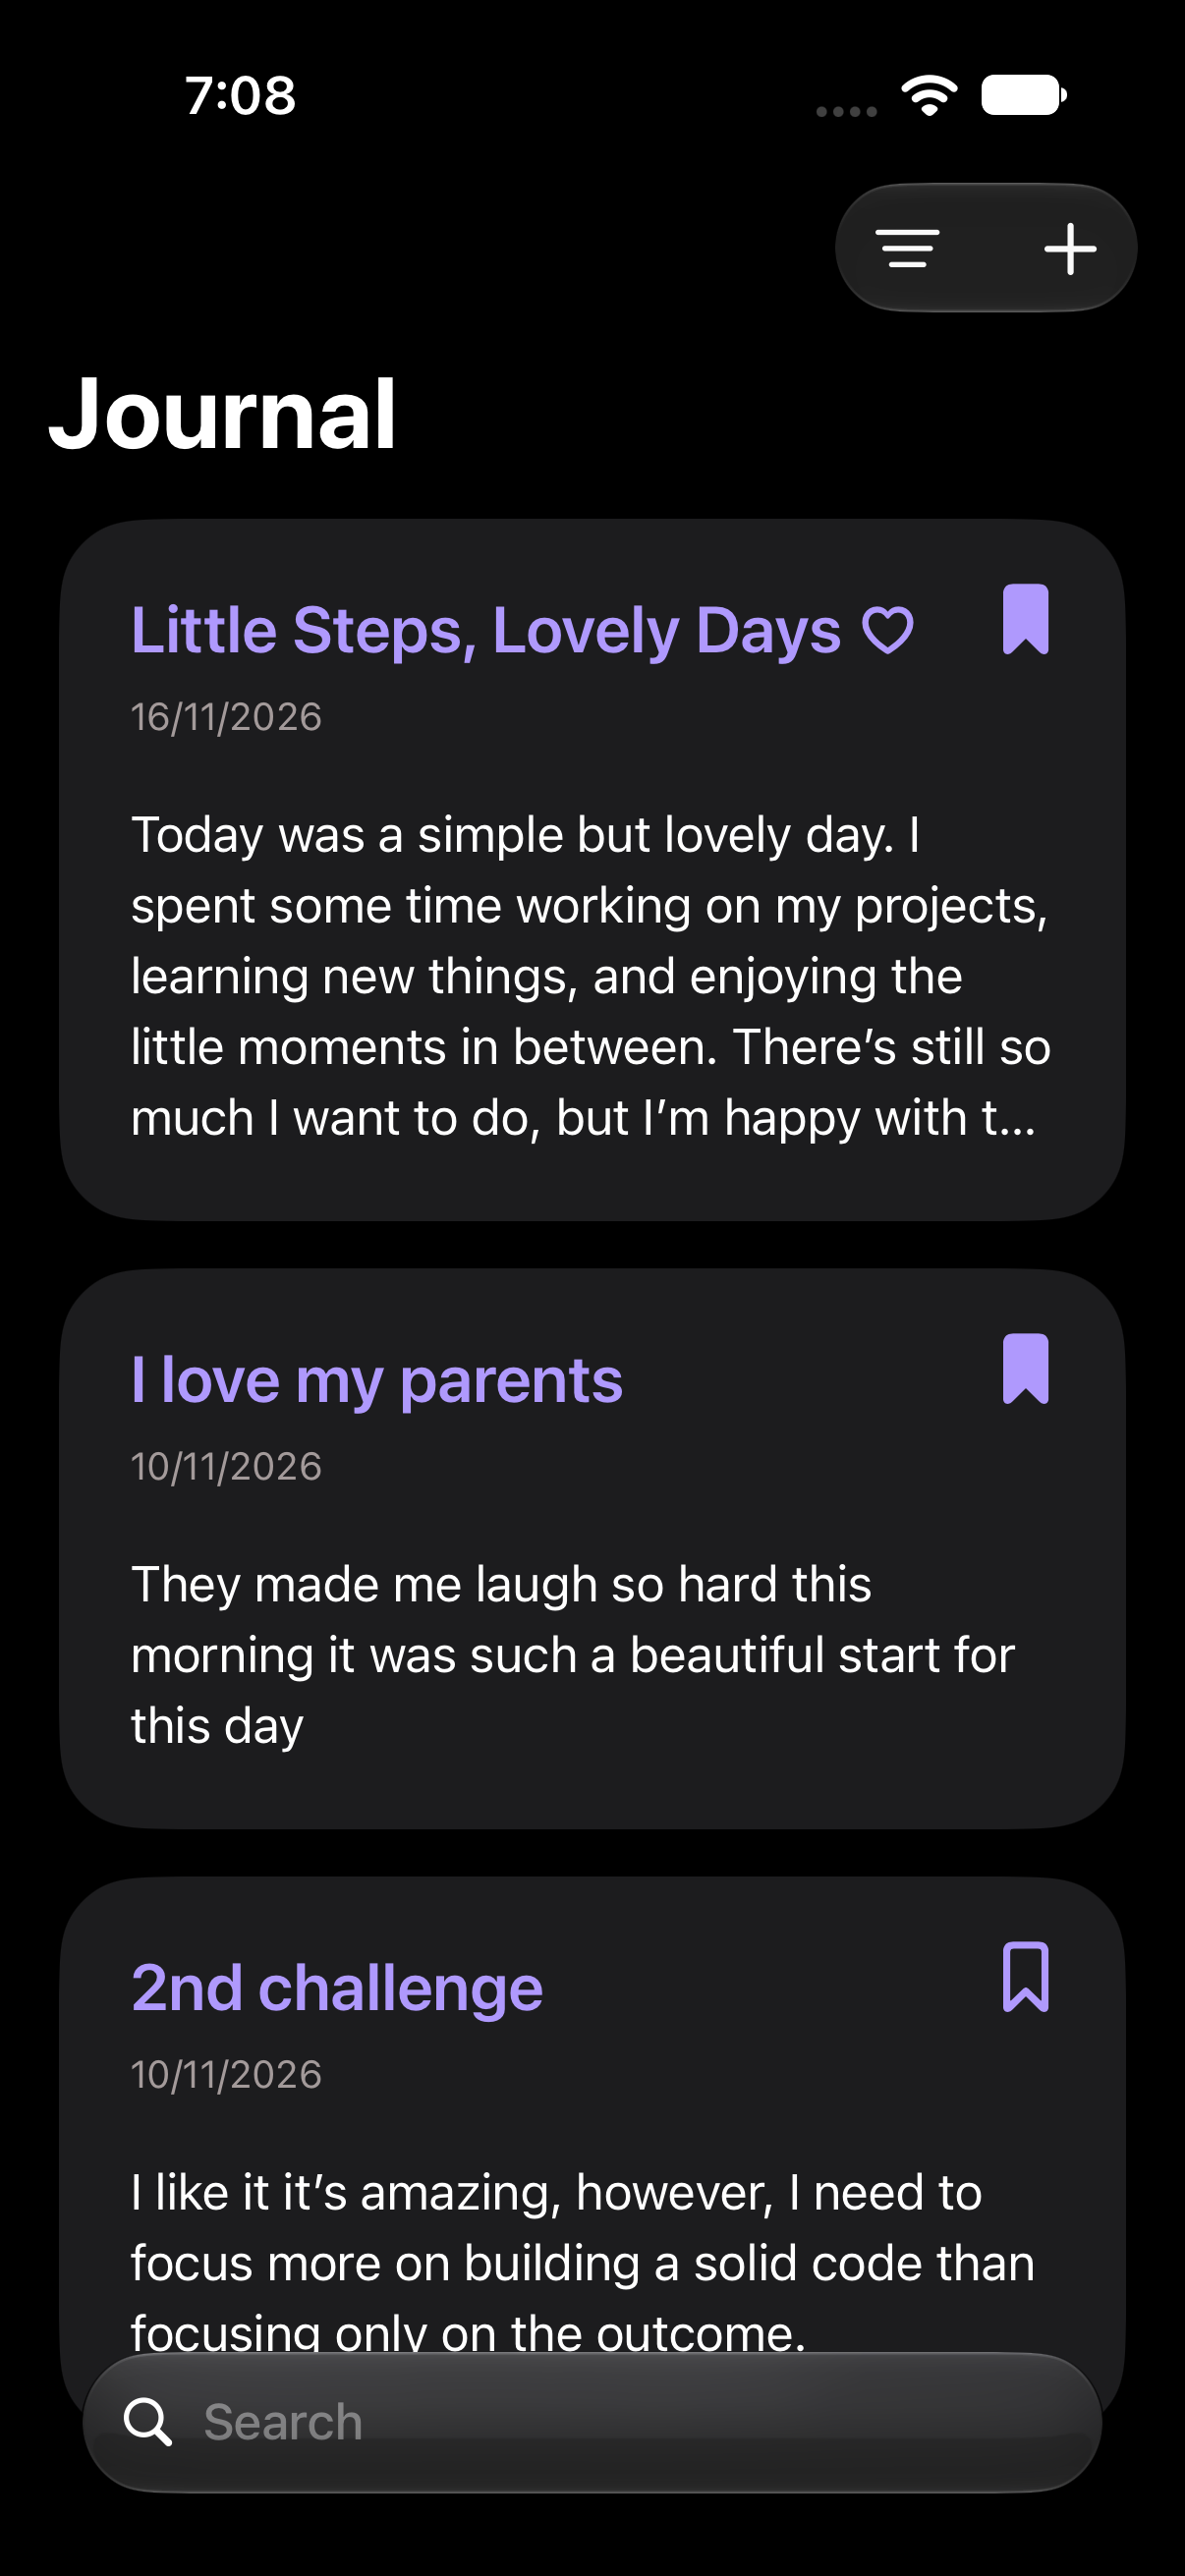 7:08
Journal
Little Steps, Lovely Days ♡
16/11/2026
Today was a simple but lovely day. I
spent some time working on my projects,
learning new things, and enjoying the
little moments in between. There’s still so
much I want to do, but I’m happy with t...
I love my parents
10/11/2026
They made me laugh so hard this
morning it was such a beautiful start for
this day
2nd challenge
10/11/2026
I like it it’s amazing, however, I need to
focus more on building a solid code than
focusing only on the outcome.
Search